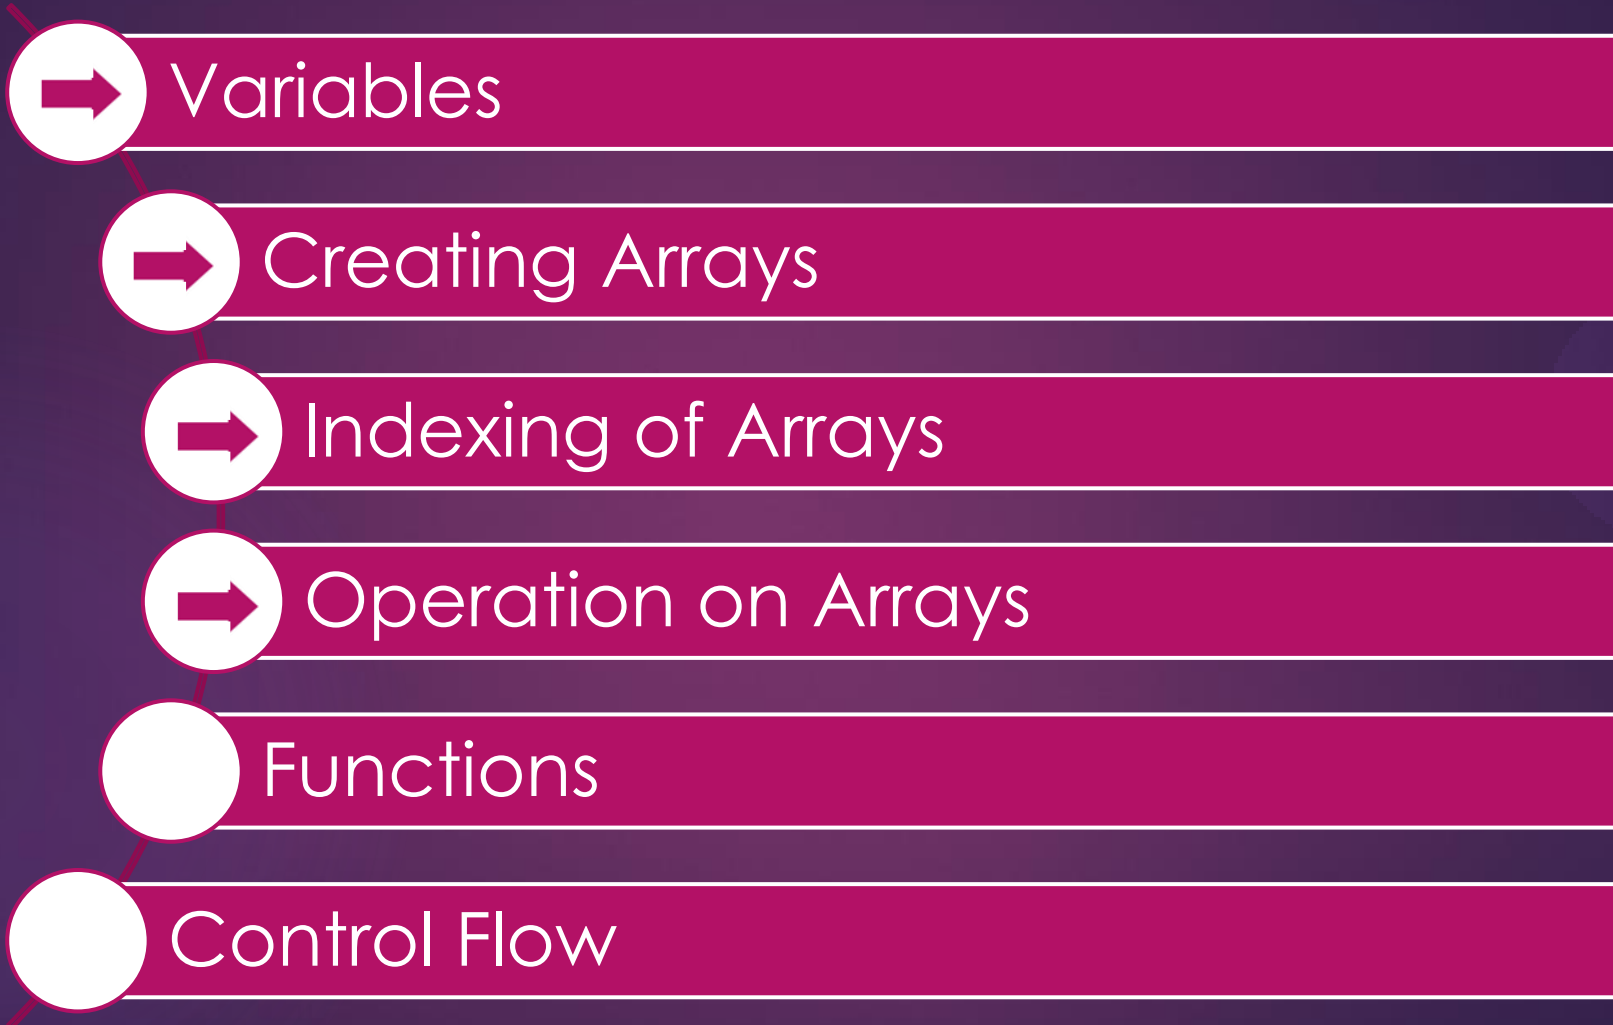 Variables
Creating Arrays
Indexing of Arrays
Operation on Arrays
Functions
Control Flow